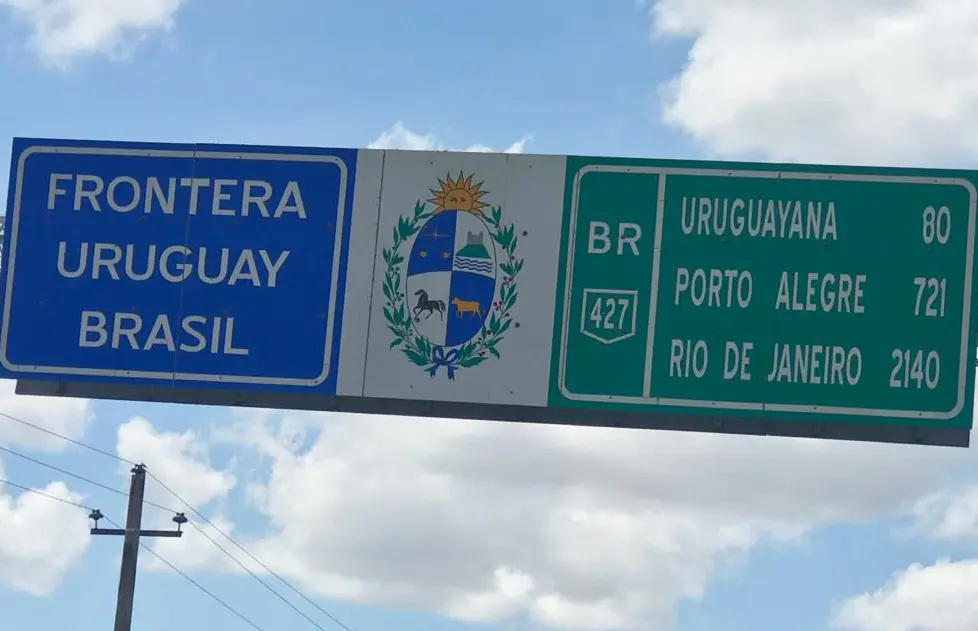 FRONTERA
URUGUAY
BRASIL
BR
427
URUGUAYANA 80
PORTO ALEGRE 721
RIO DE JANEIRO 2140